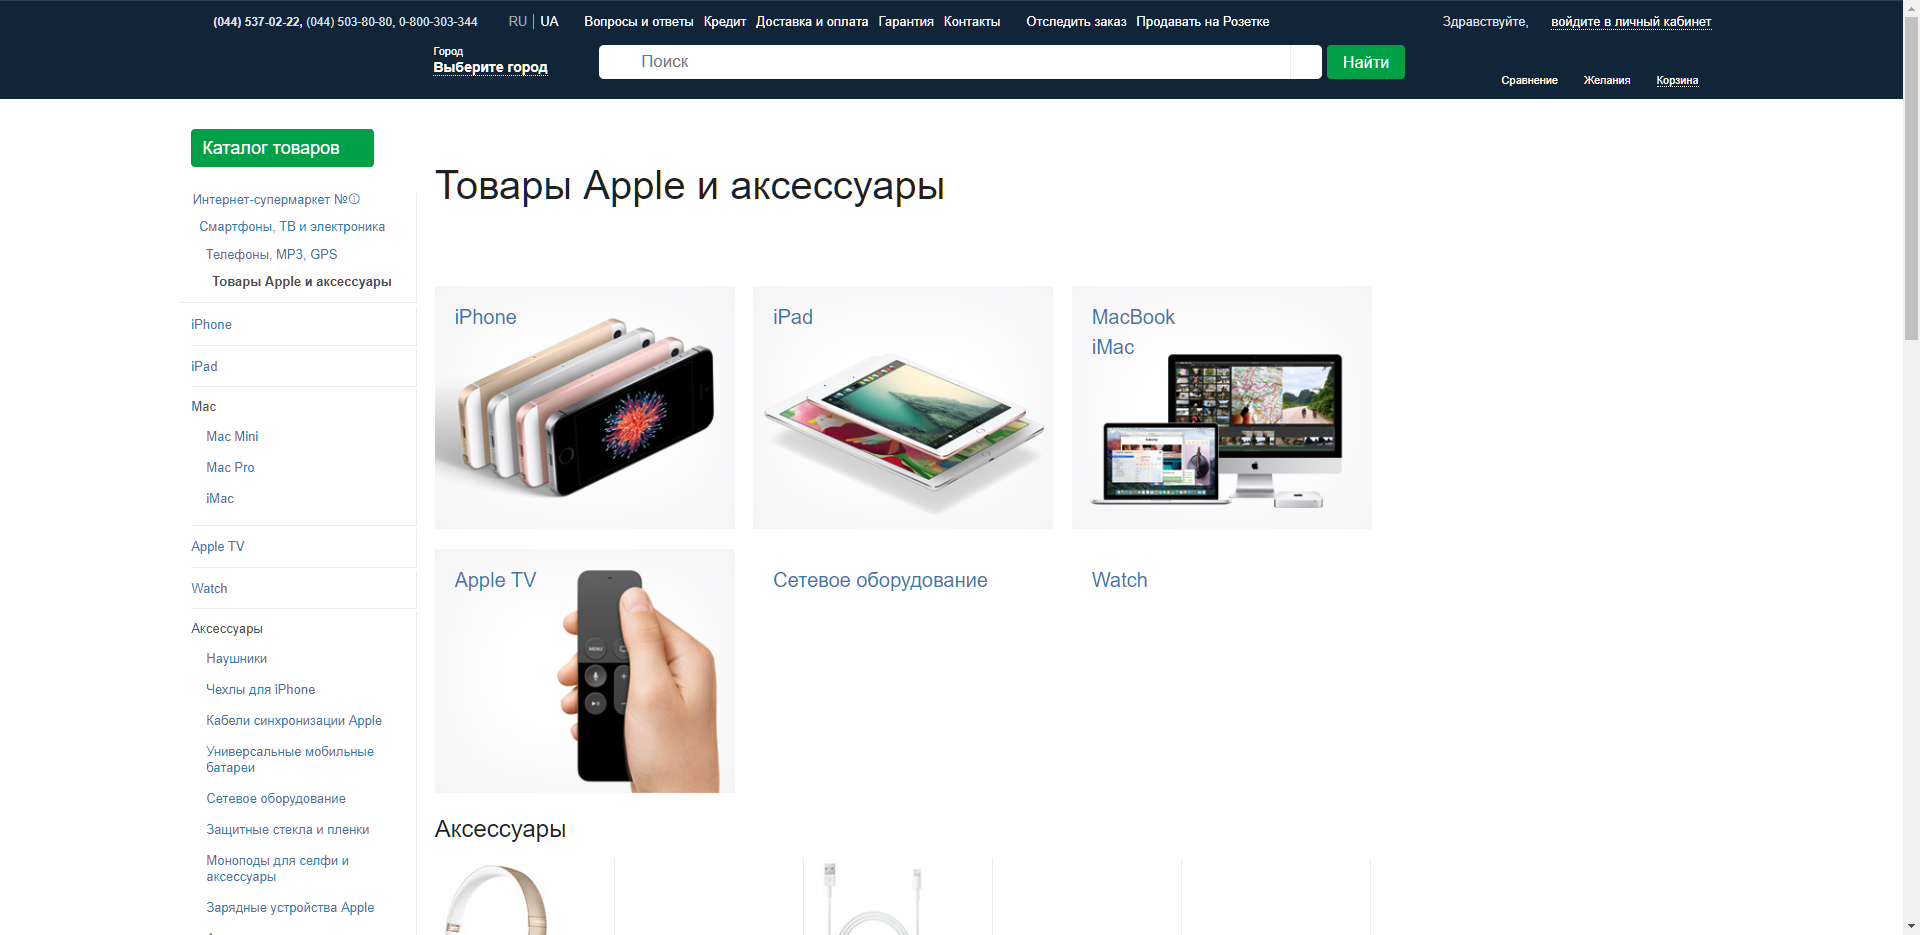 (044) 537-02-22, (044) 503-80-80, 0-800-303-344
RU UA
Вопросы и ответы Кредит Доставка и оплата Гарантия Контакты Отследить заказ Продавать на Розетке
Здравствуйте, войдите в личный кабинет
Город
Выберите город
Поиск
Найти
Сравнение Желания Корзина
Каталог товаров
Интернет-супермаркет №①
Смартфоны, ТВ и электроника
Телефоны, MP3, GPS
Товары Apple и аксессуары
iPhone
iPad
Mac
Mac Mini
Mac Pro
iMac
Apple TV
Watch
Аксессуары
Наушники
Чехлы для iPhone
Кабели синхронизации Apple
Универсальные мобильные
батареи
Сетевое оборудование
Защитные стекла и пленки
Моноподы для селфи и
аксессуары
Зарядные устройства Apple
Товары Apple и аксессуары
iPhone
iPad
MacBook
iMac
Apple TV
MENU
Сетевое оборудование
Watch
Аксессуары